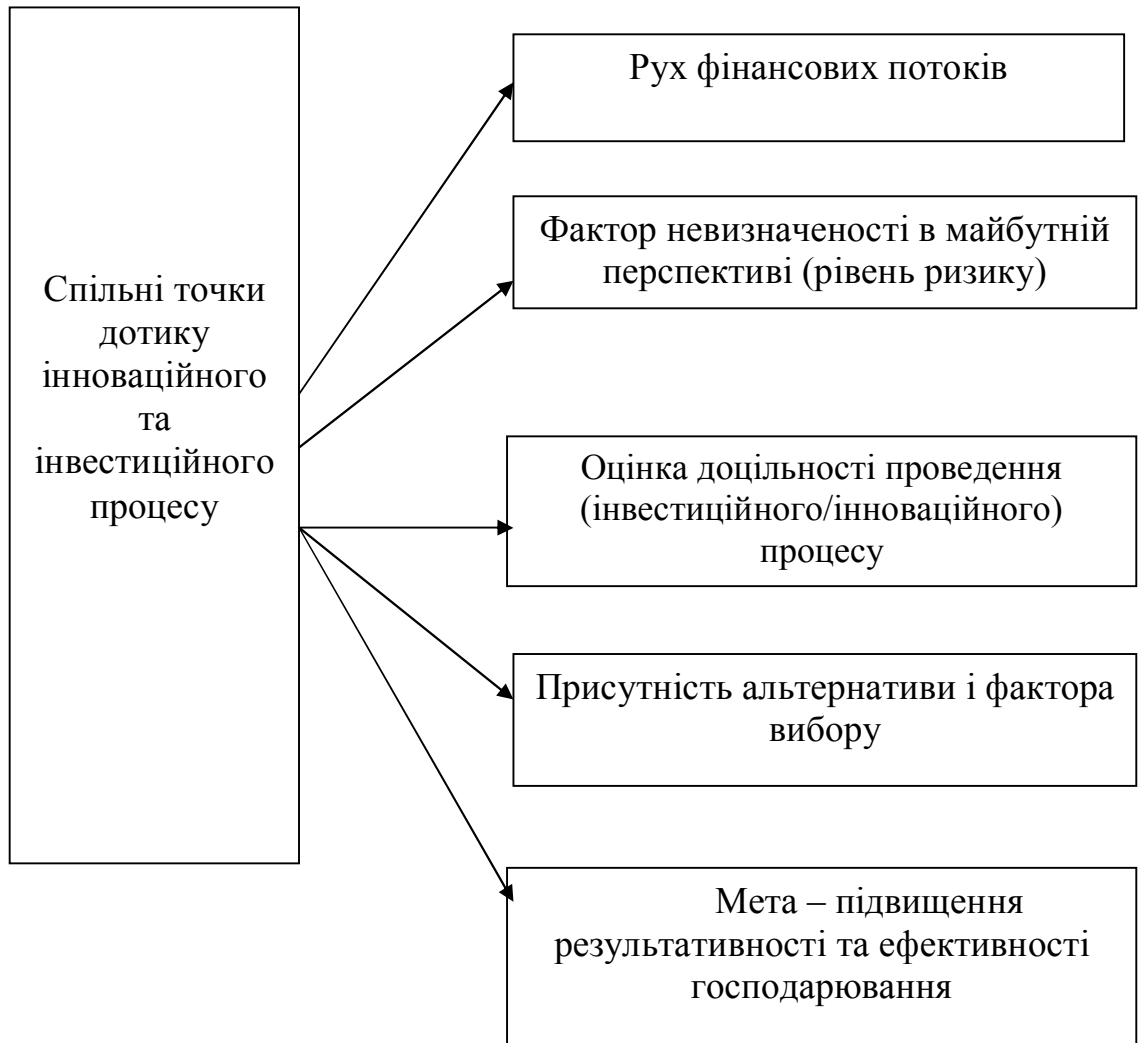 Спільні точки
дотику
інноваційного
та
інвестиційного
процесу
Рух фінансових потоків
Фактор невизначеності в майбутній
перспективі (рівень ризику)
Оцінка доцільності проведення
(інвестиційного/інноваційного)
процесу
Присутність альтернативи і фактора
вибору
Мета – підвищення
результативності та ефективності
господарювання